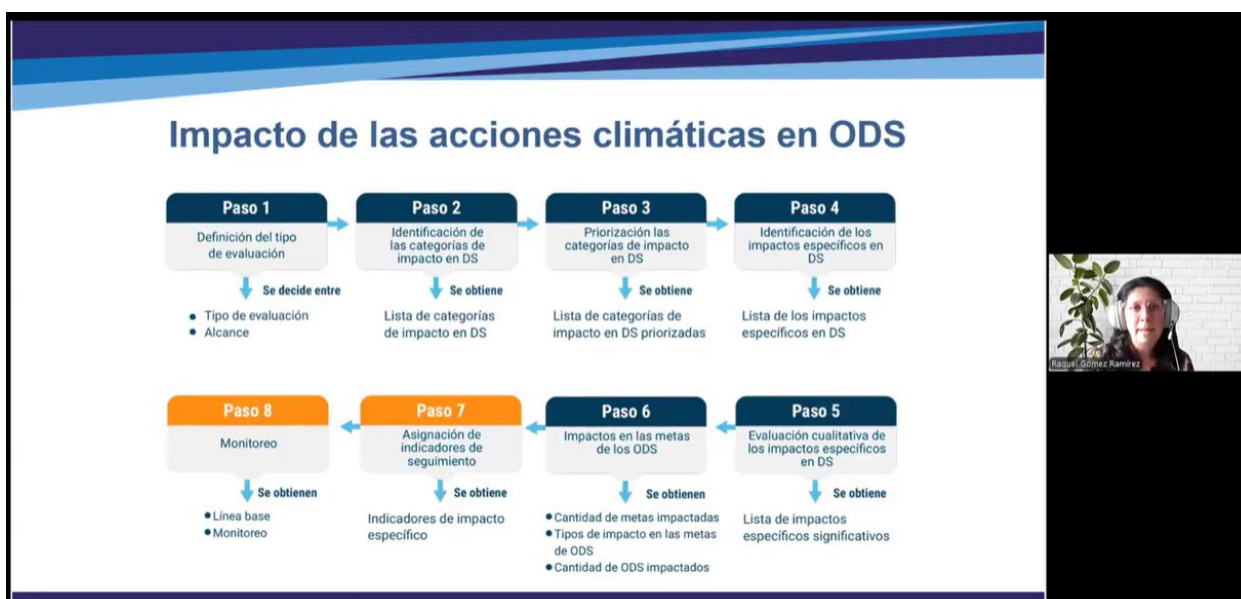 Impacto de las acciones climáticas en ODS
Paso 1
Definición del tipo
de evaluación
Se decide entre
● Tipo de evaluación
● Alcance
Paso 2
Identificación de
las categorías de
impacto en DS
Se obtiene
Lista de categorías
de impacto en DS
Paso 3
Priorización las
categorías de impacto
en DS
Se obtiene
Lista de categorías de
impacto en DS priorizadas
Paso 4
Identificación de los
impactos específicos en
DS
Se obtiene
Lista de los impactos
específicos en DS
Paso 5
Evaluación cualitativa de
los impactos específicos
en DS
Se obtiene
Lista de impactos
específicos significativos
Paso 6
Impactos en las metas
de los ODS
Se obtienen
● Cantidad de metas impactadas
● Tipos de impacto en las metas
de ODS
● Cantidad de ODS impactados
Paso 7
Asignación de
indicadores de
seguimiento
Se obtiene
Indicadores de impacto
específico
Paso 8
Monitoreo
Se obtienen
● Línea base
● Monitoreo
Raquel Gómez Ramírez